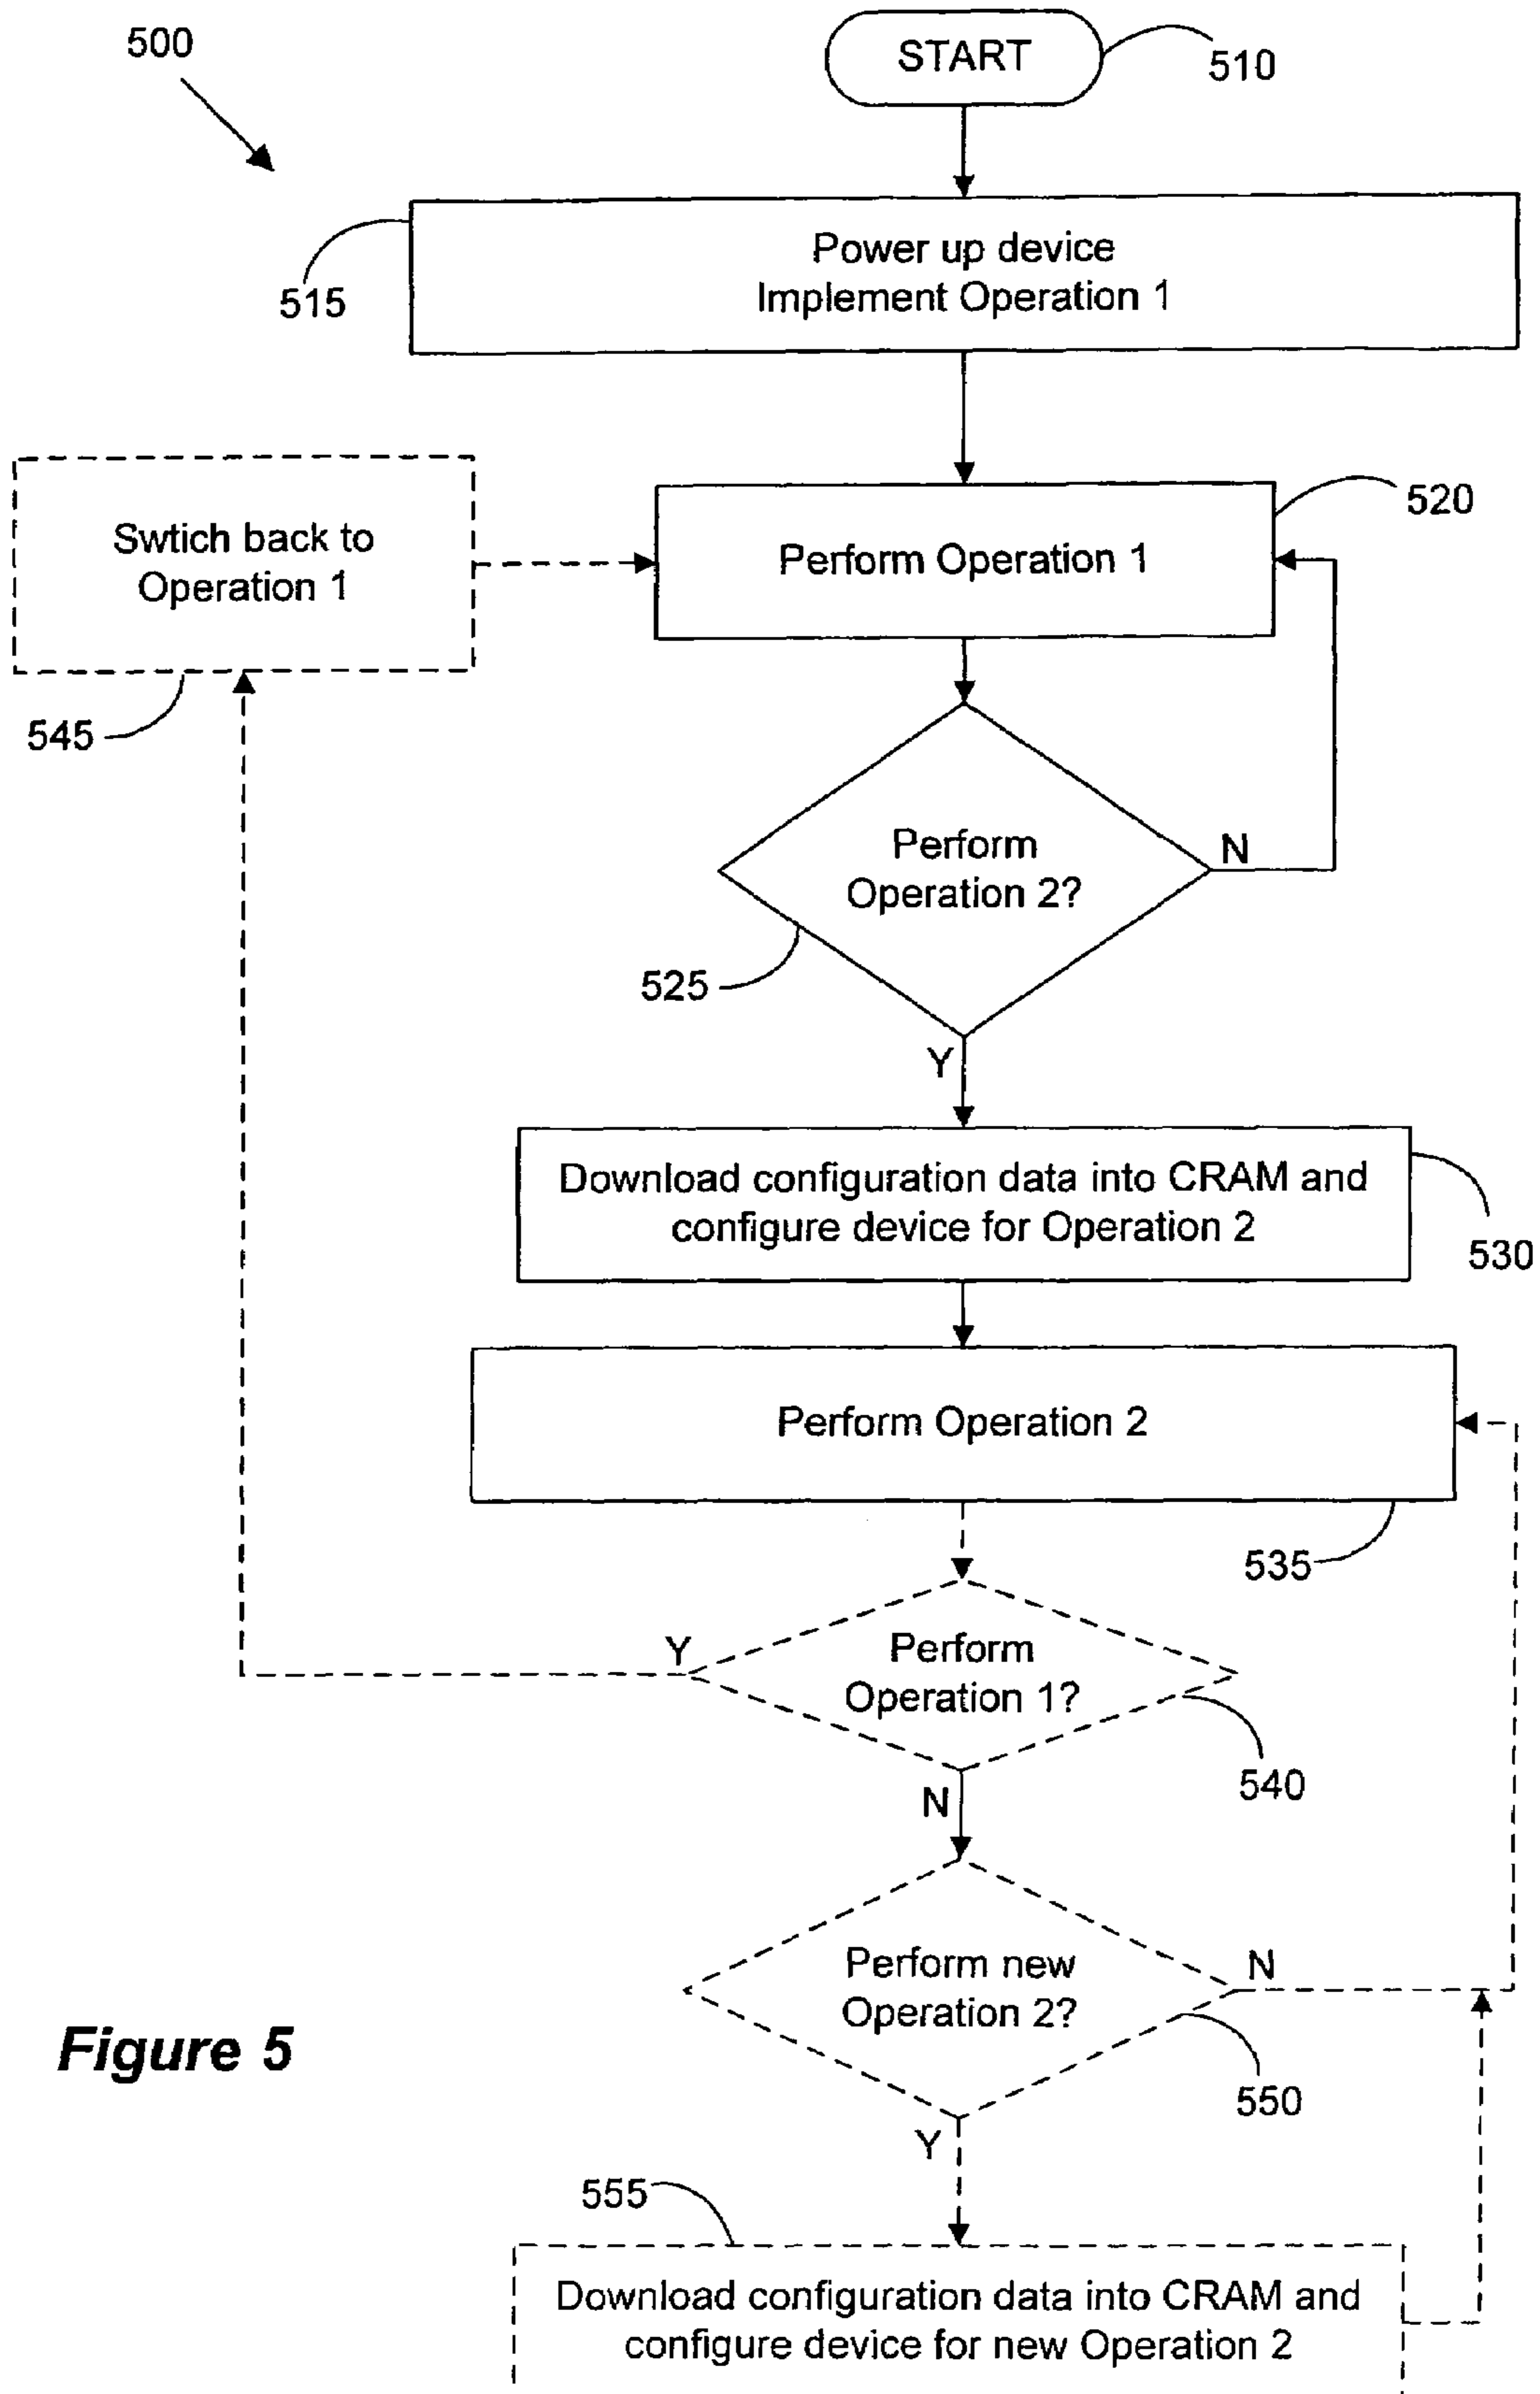 500
START
510
Power up device
Implement Operation 1
515
Swtich back to
Operation 1
545
Perform Operation 1
520
Perform
Operation 2?
N
525
Y
Download configuration data into CRAM and
configure device for Operation 2
530
Perform Operation 2
535
Y
Perform
Operation 1?
540
N
Perform new
Operation 2?
N
550
Figure 5
Y
555
Download configuration data into CRAM and
configure device for new Operation 2